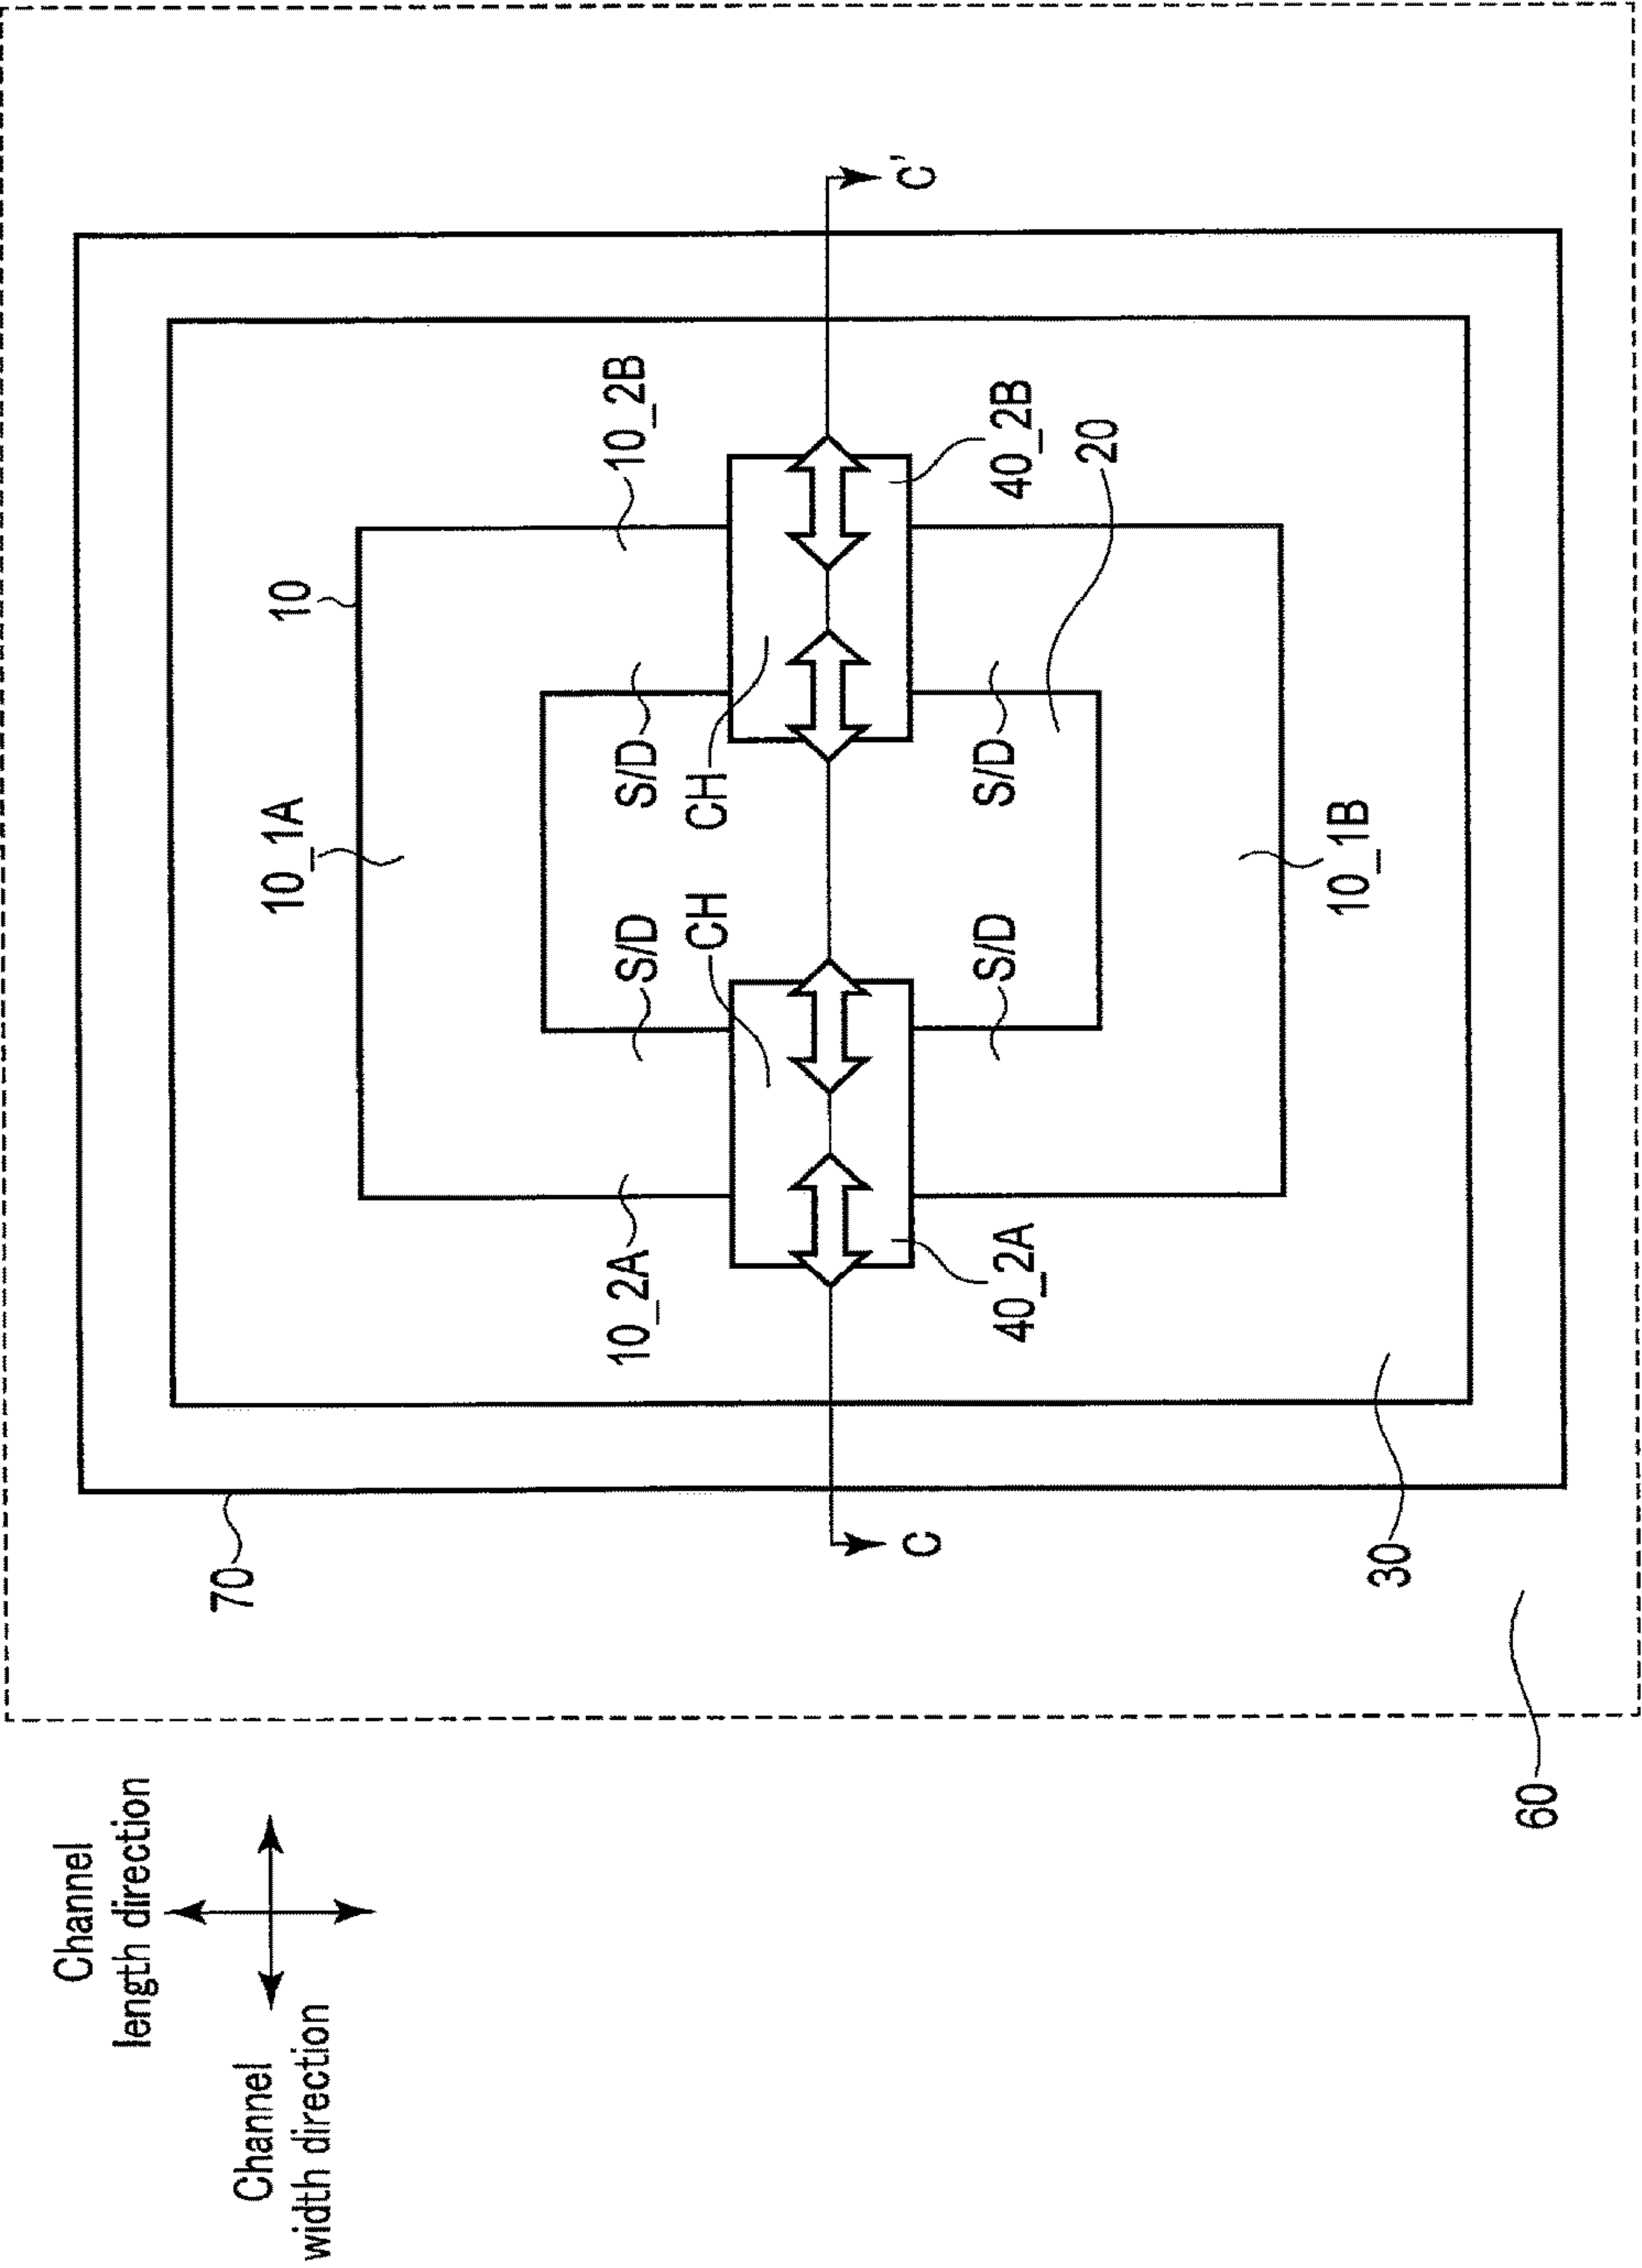 Channel
length direction
Channel
width direction
60
70
30
C
C'
10
10_1A
10_1B
10_2A
10_2B
S/D
S/D
CH
CH
S/D
S/D
40_2A
40_2B
20